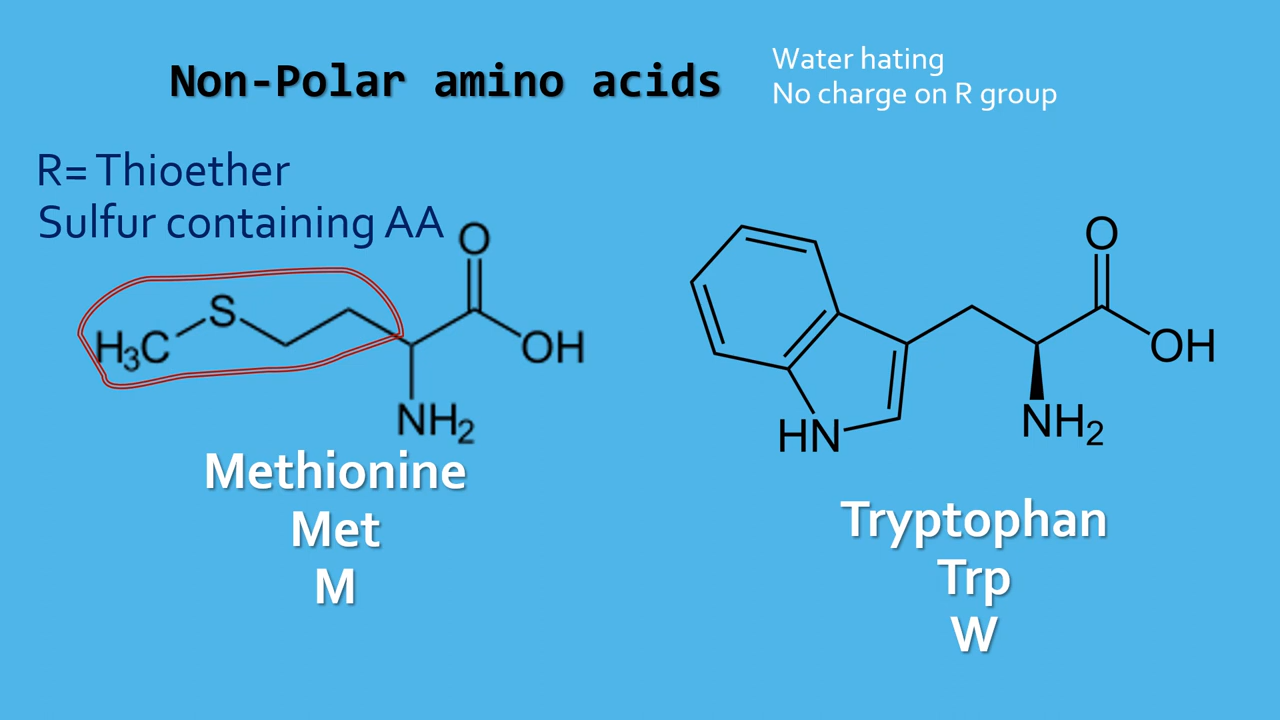 Non-Polar amino acids
Water hating
No charge on R group
R= Thioether
Sulfur containing AA
O
S
H3C
OH
NH2
Methionine
Met
M
O
OH
HN
NH2
Tryptophan
Trp
W